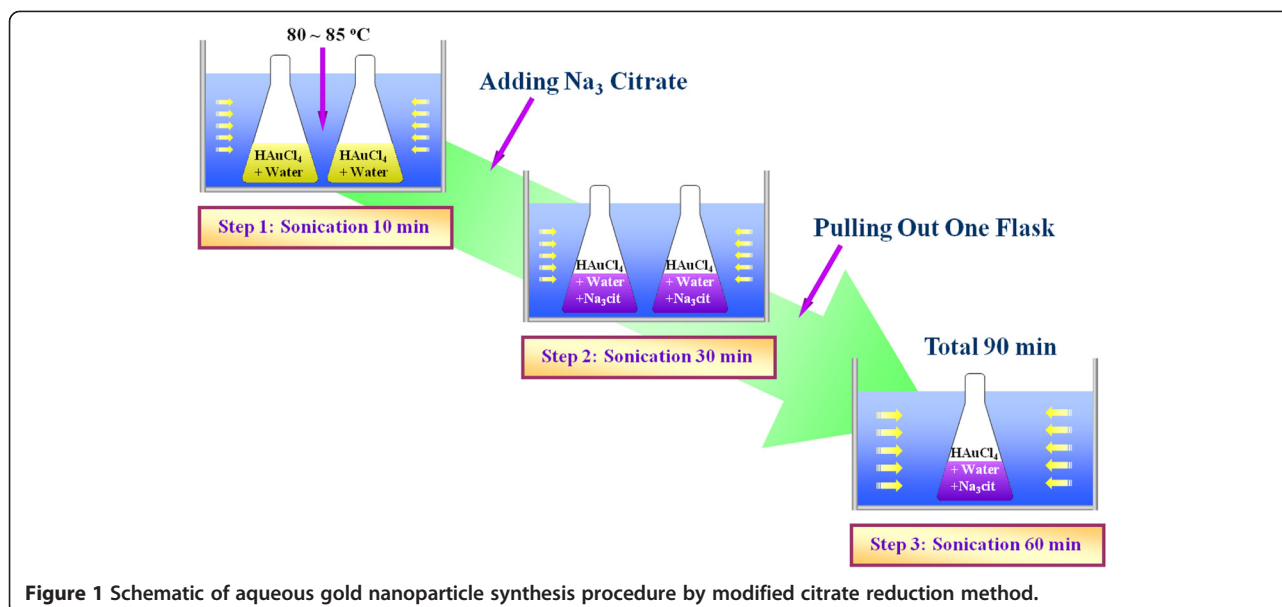 80 ~ 85 ºC
HAuCl₄
+ Water
HAuCl₄
+ Water
Step 1: Sonication 10 min
Adding Na₃ Citrate
HAuCl₄
+ Water
+Na₃cit
HAuCl₄
+ Water
+Na₃cit
Step 2: Sonication 30 min
Pulling Out One Flask
Total 90 min
HAuCl₄
+ Water
+Na₃cit
Step 3: Sonication 60 min
Figure 1 Schematic of aqueous gold nanoparticle synthesis procedure by modified citrate reduction method.